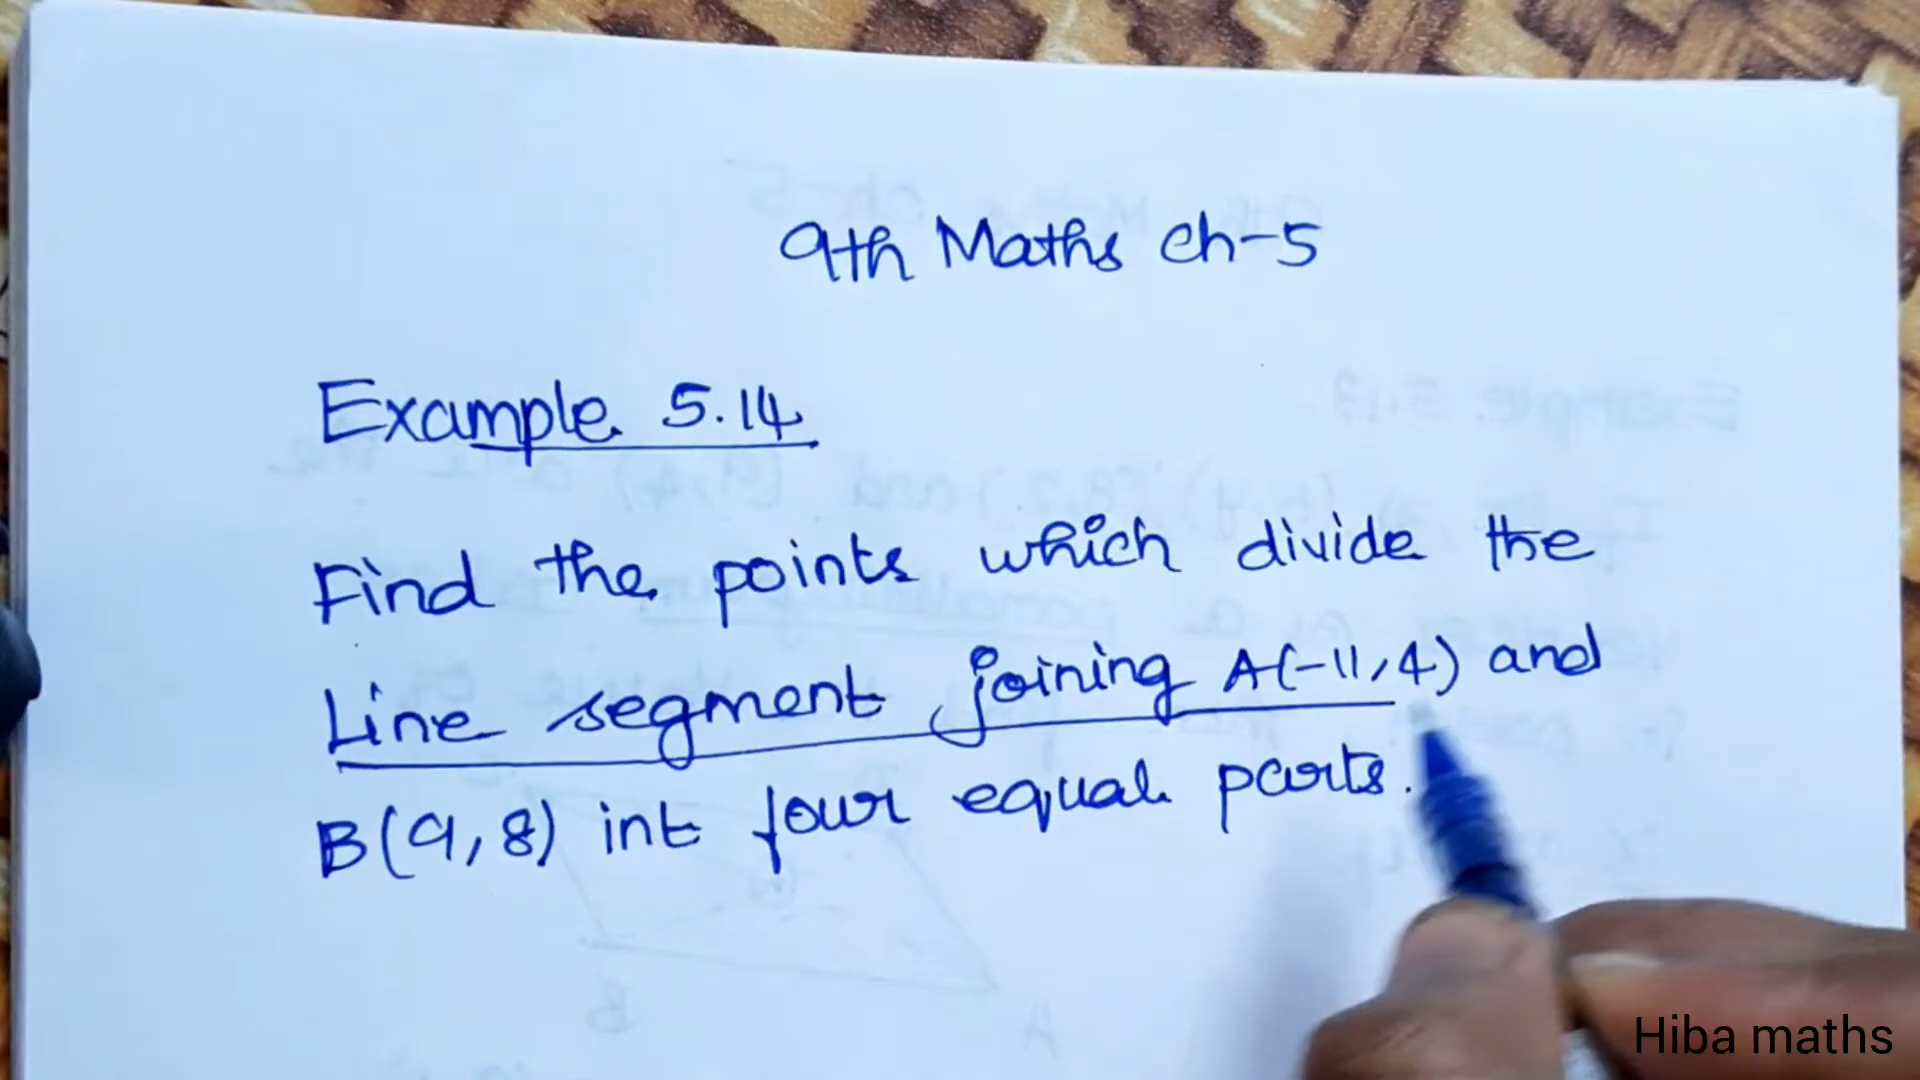 9th Maths Ch-5
Example 5.14
Find the points which divide the
Line segment joining A(-11,4) and
B(9,8) int four equal parts.
Hiba maths